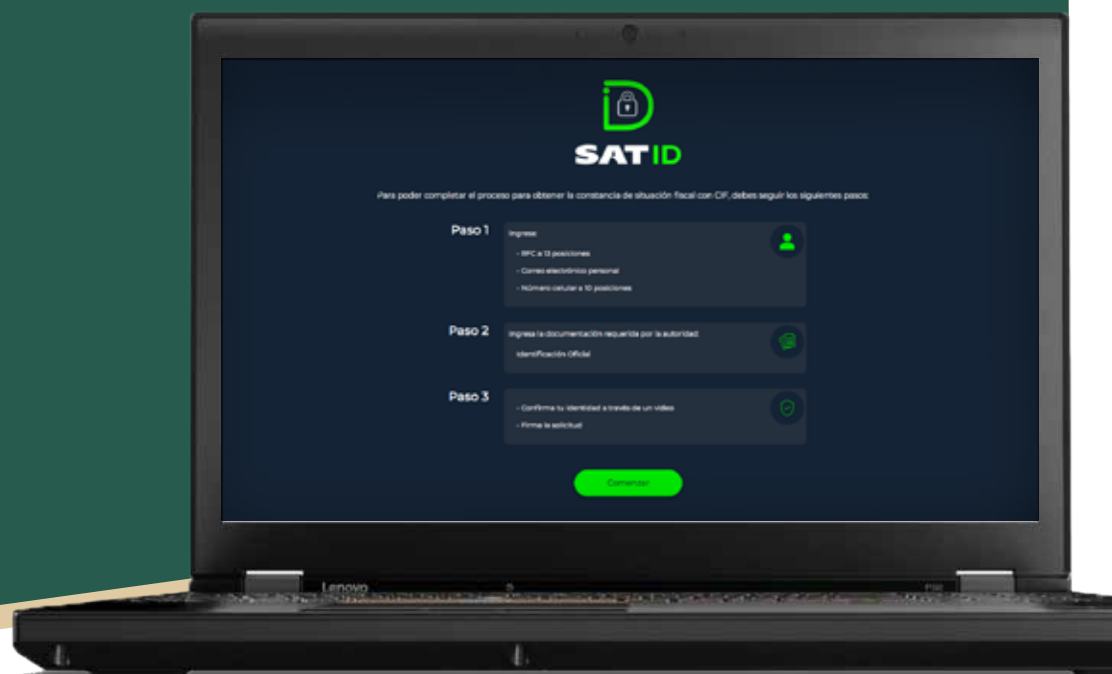 SAT ID
Para poder completar el proceso para obtener la constancia de situación fiscal con CIF, debes seguir los siguientes pasos:
Paso 1
Ingresa:
- RFC a 13 posiciones
- Correo electrónico personal
- Número celular a 10 posiciones
Paso 2
Ingresa la documentación requerida por la autoridad:
Identificación Oficial
Paso 3
- Confirma tu identidad a través de un video
- Firma la solicitud
Comenzar
Lenovo